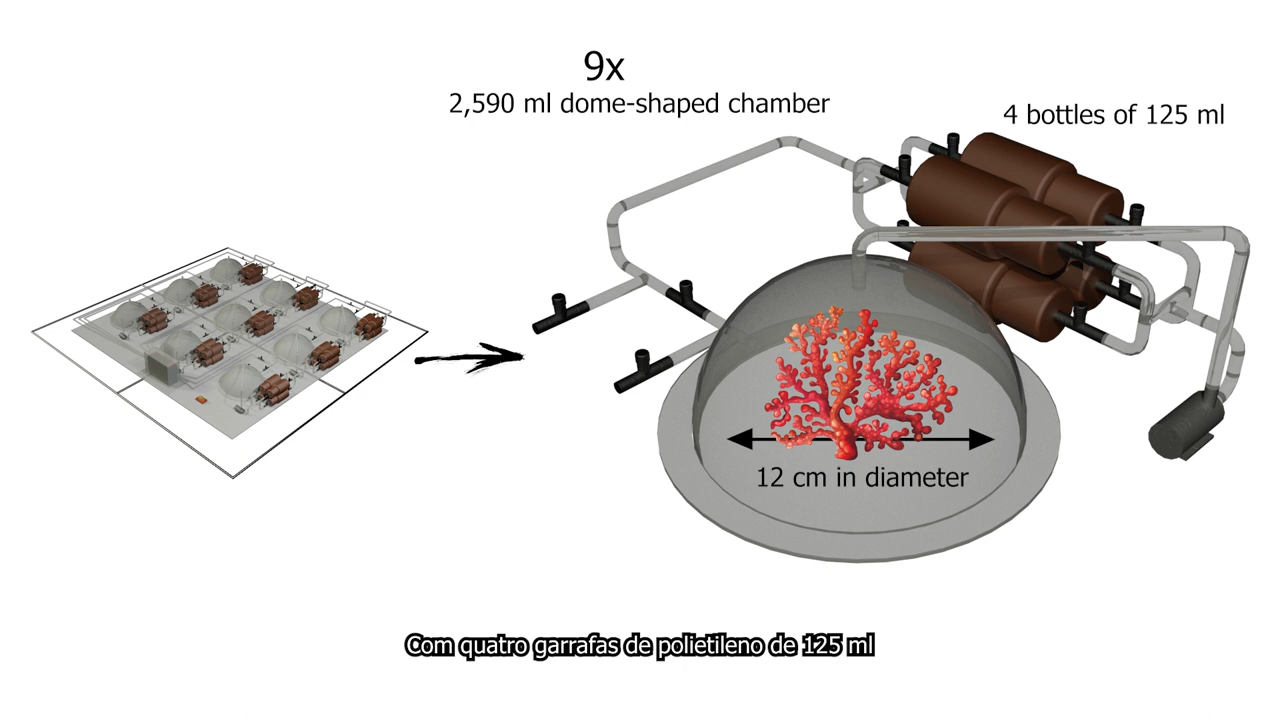 9x
2,590 ml dome-shaped chamber
4 bottles of 125 ml
12 cm in diameter
Com quatro garrafas de polietileno de 125 ml